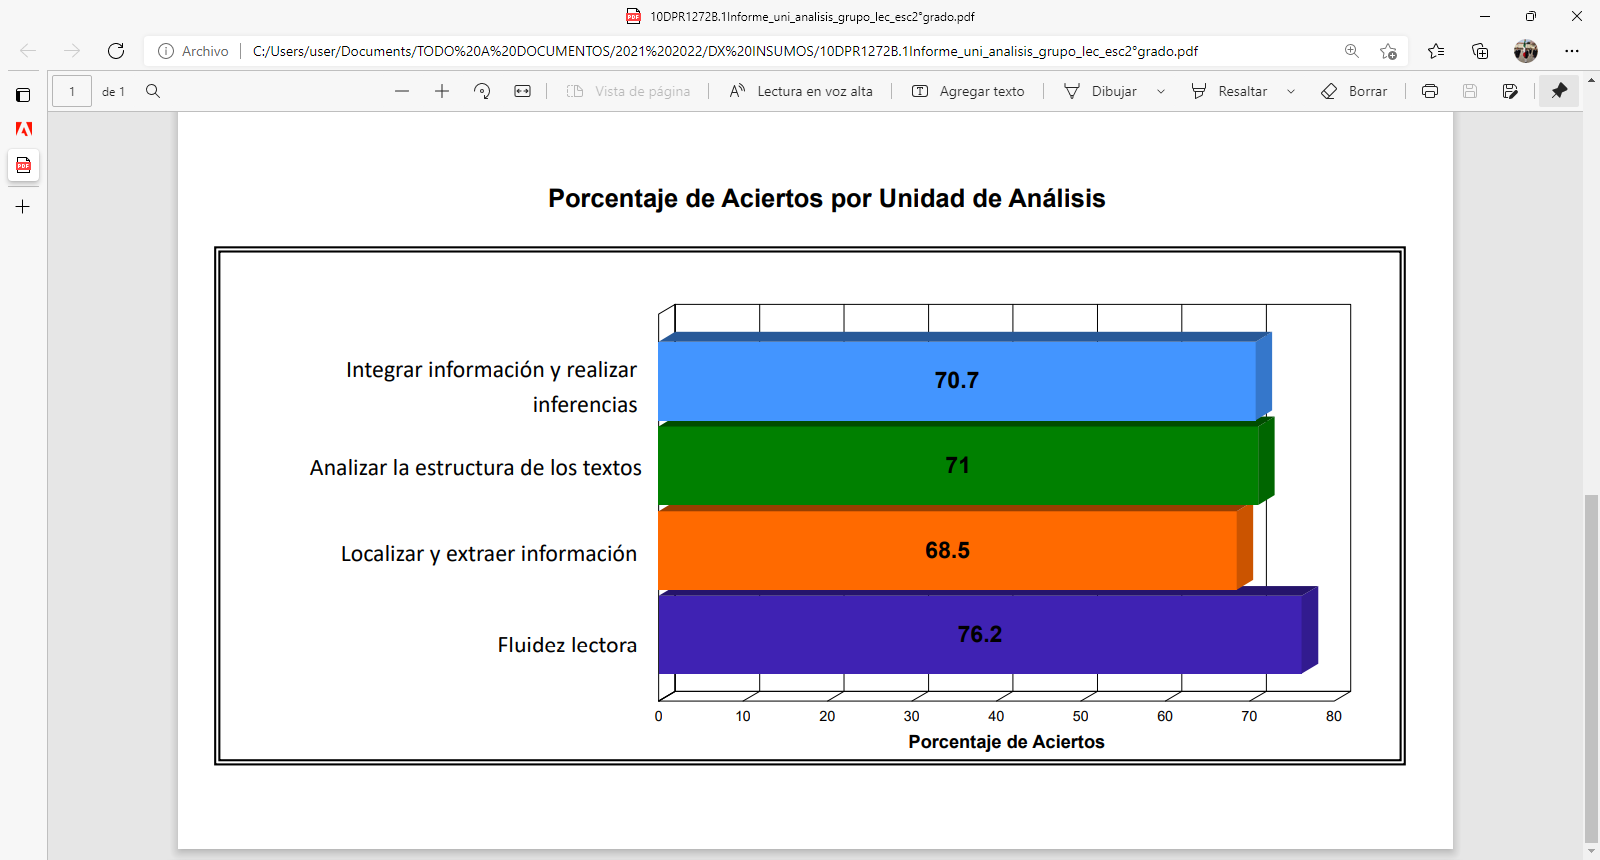 10DPR1272B.1Informe_uni_analisis_grupo_lec_esc2°grado.pdf
Archivo
C:/Users/user/Documents/TODO%20A%20DOCUMENTOS/2021%202022/DX%20INSUMOS/10DPR1272B.1Informe_uni_analisis_grupo_lec_esc2°grado.pdf
1 de 1
Vista de página
Lectura en voz alta
Agregar texto
Dibujar
Resaltar
Borrar
Porcentaje de Aciertos por Unidad de Análisis
Integrar información y realizar
inferencias
70.7
Analizar la estructura de los textos
71
Localizar y extraer información
68.5
Fluidez lectora
76.2
0 10 20 30 40 50 60 70 80
Porcentaje de Aciertos